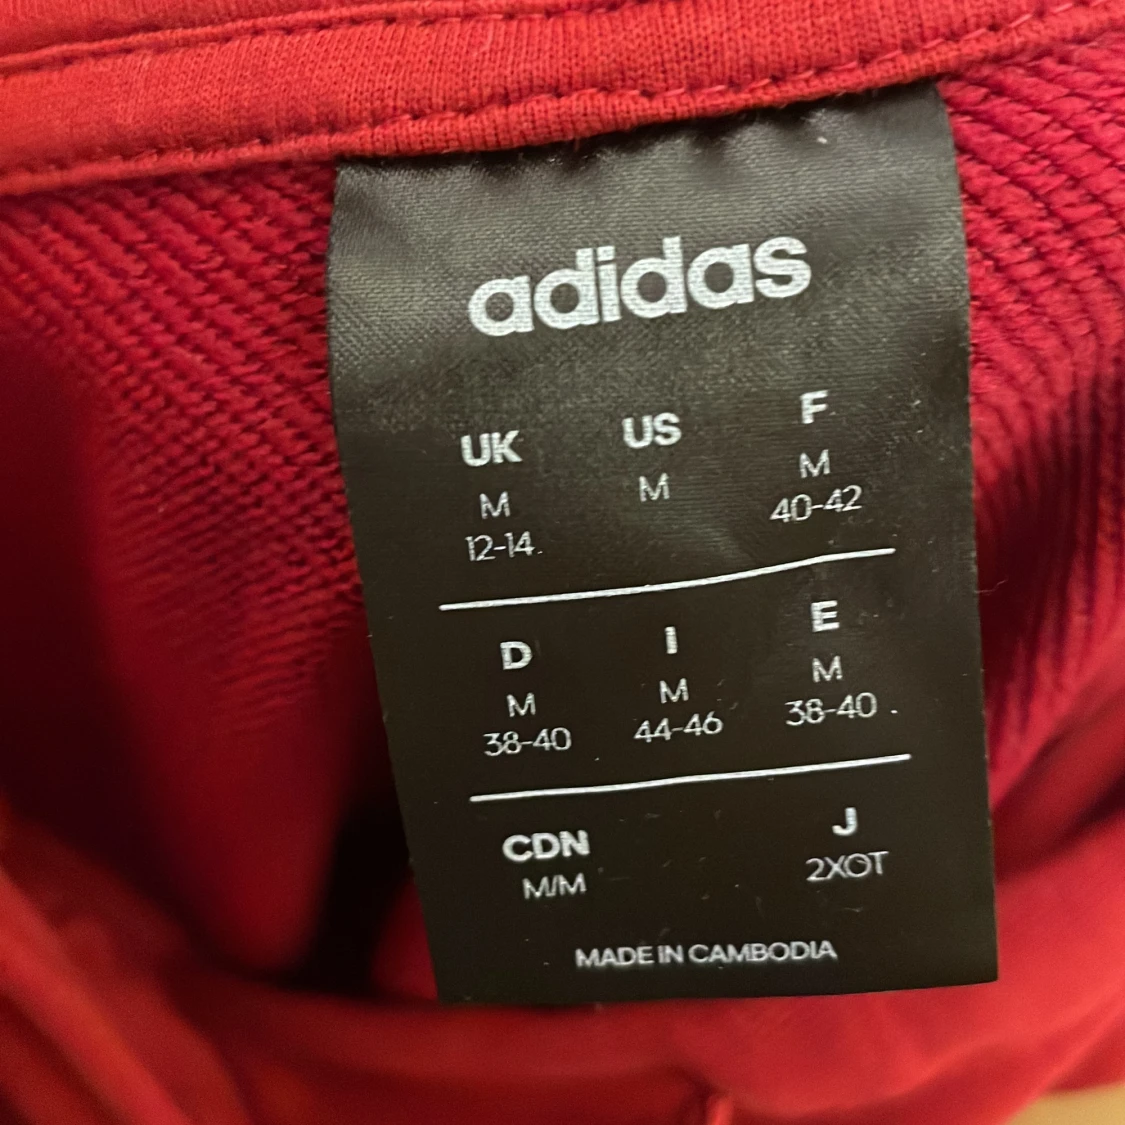 adidas
UK US F
M M M
12-14 40-42
D I E
M M M
38-40 44-46 38-40
CDN J
M/M 2XOT
MADE IN CAMBODIA